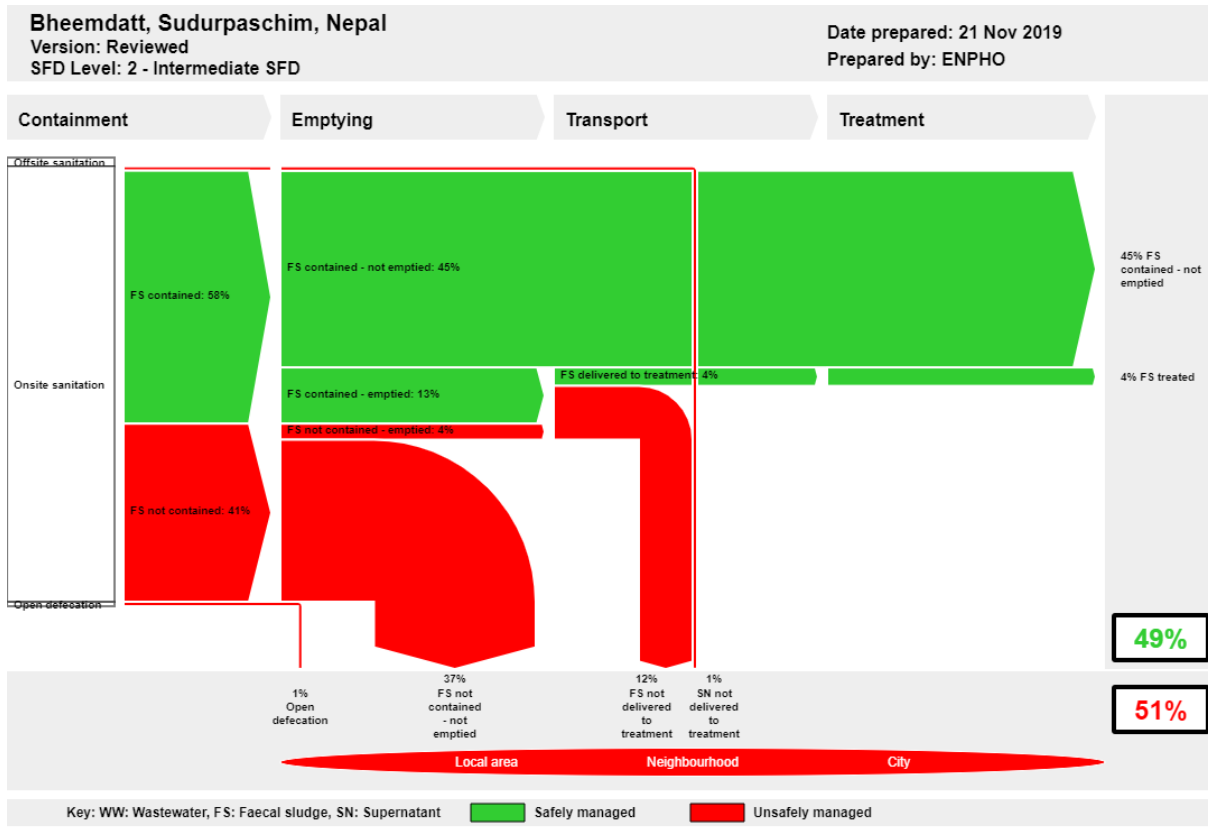 Bheemdatt, Sudurpaschim, Nepal
Version: Reviewed
SFD Level: 2 - Intermediate SFD
Date prepared: 21 Nov 2019
Prepared by: ENPHO
Containment
Emptying
Transport
Treatment
Offsite sanitation
Onsite sanitation
Open defecation
FS contained: 58%
FS not contained: 41%
FS contained - not emptied: 45%
FS contained - emptied: 13%
FS not contained - emptied: 4%
FS delivered to treatment: 4%
45% FS
contained - not
emptied
4% FS treated
49%
51%
1%
Open
defecation
37%
FS not
contained
- not
emptied
12%
FS not
delivered
to
treatment
1%
SN not
delivered
to
treatment
Local area
Neighbourhood
City
Key: WW: Wastewater, FS: Faecal sludge, SN: Supernatant
Safely managed
Unsafely managed